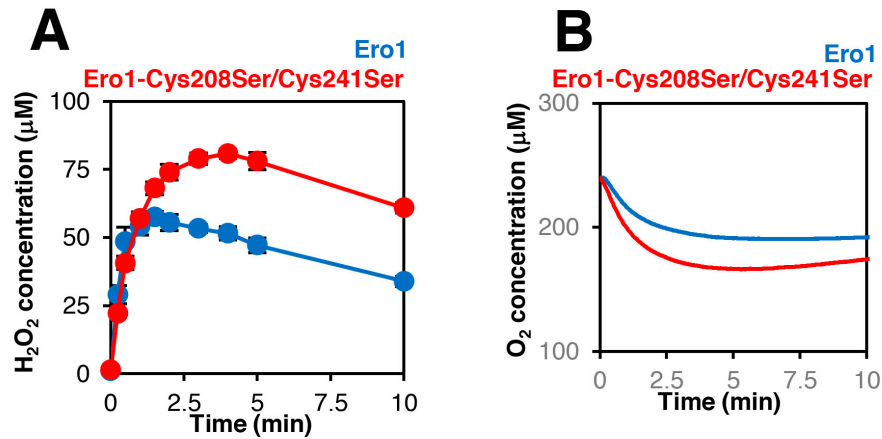 A
Ero1
Ero1-Cys208Ser/Cys241Ser
H₂O₂ concentration (μM)
100
75
50
25
0
0 2.5 5 7.5 10
Time (min)
B
Ero1
Ero1-Cys208Ser/Cys241Ser
O₂ concentration (μM)
300
200
100
0 2.5 5 7.5 10
Time (min)